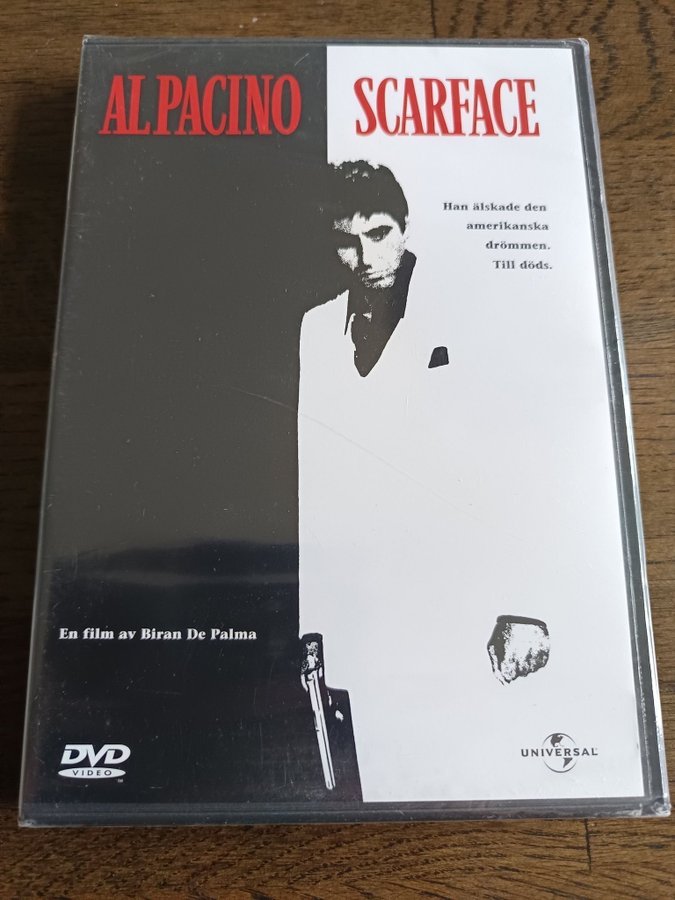 AL PACINO
SCARFACE
Han älskade den
amerikanska
drömmen.
Till döds.
En film av Biran De Palma
DVD
VIDEO
UNIVERSAL